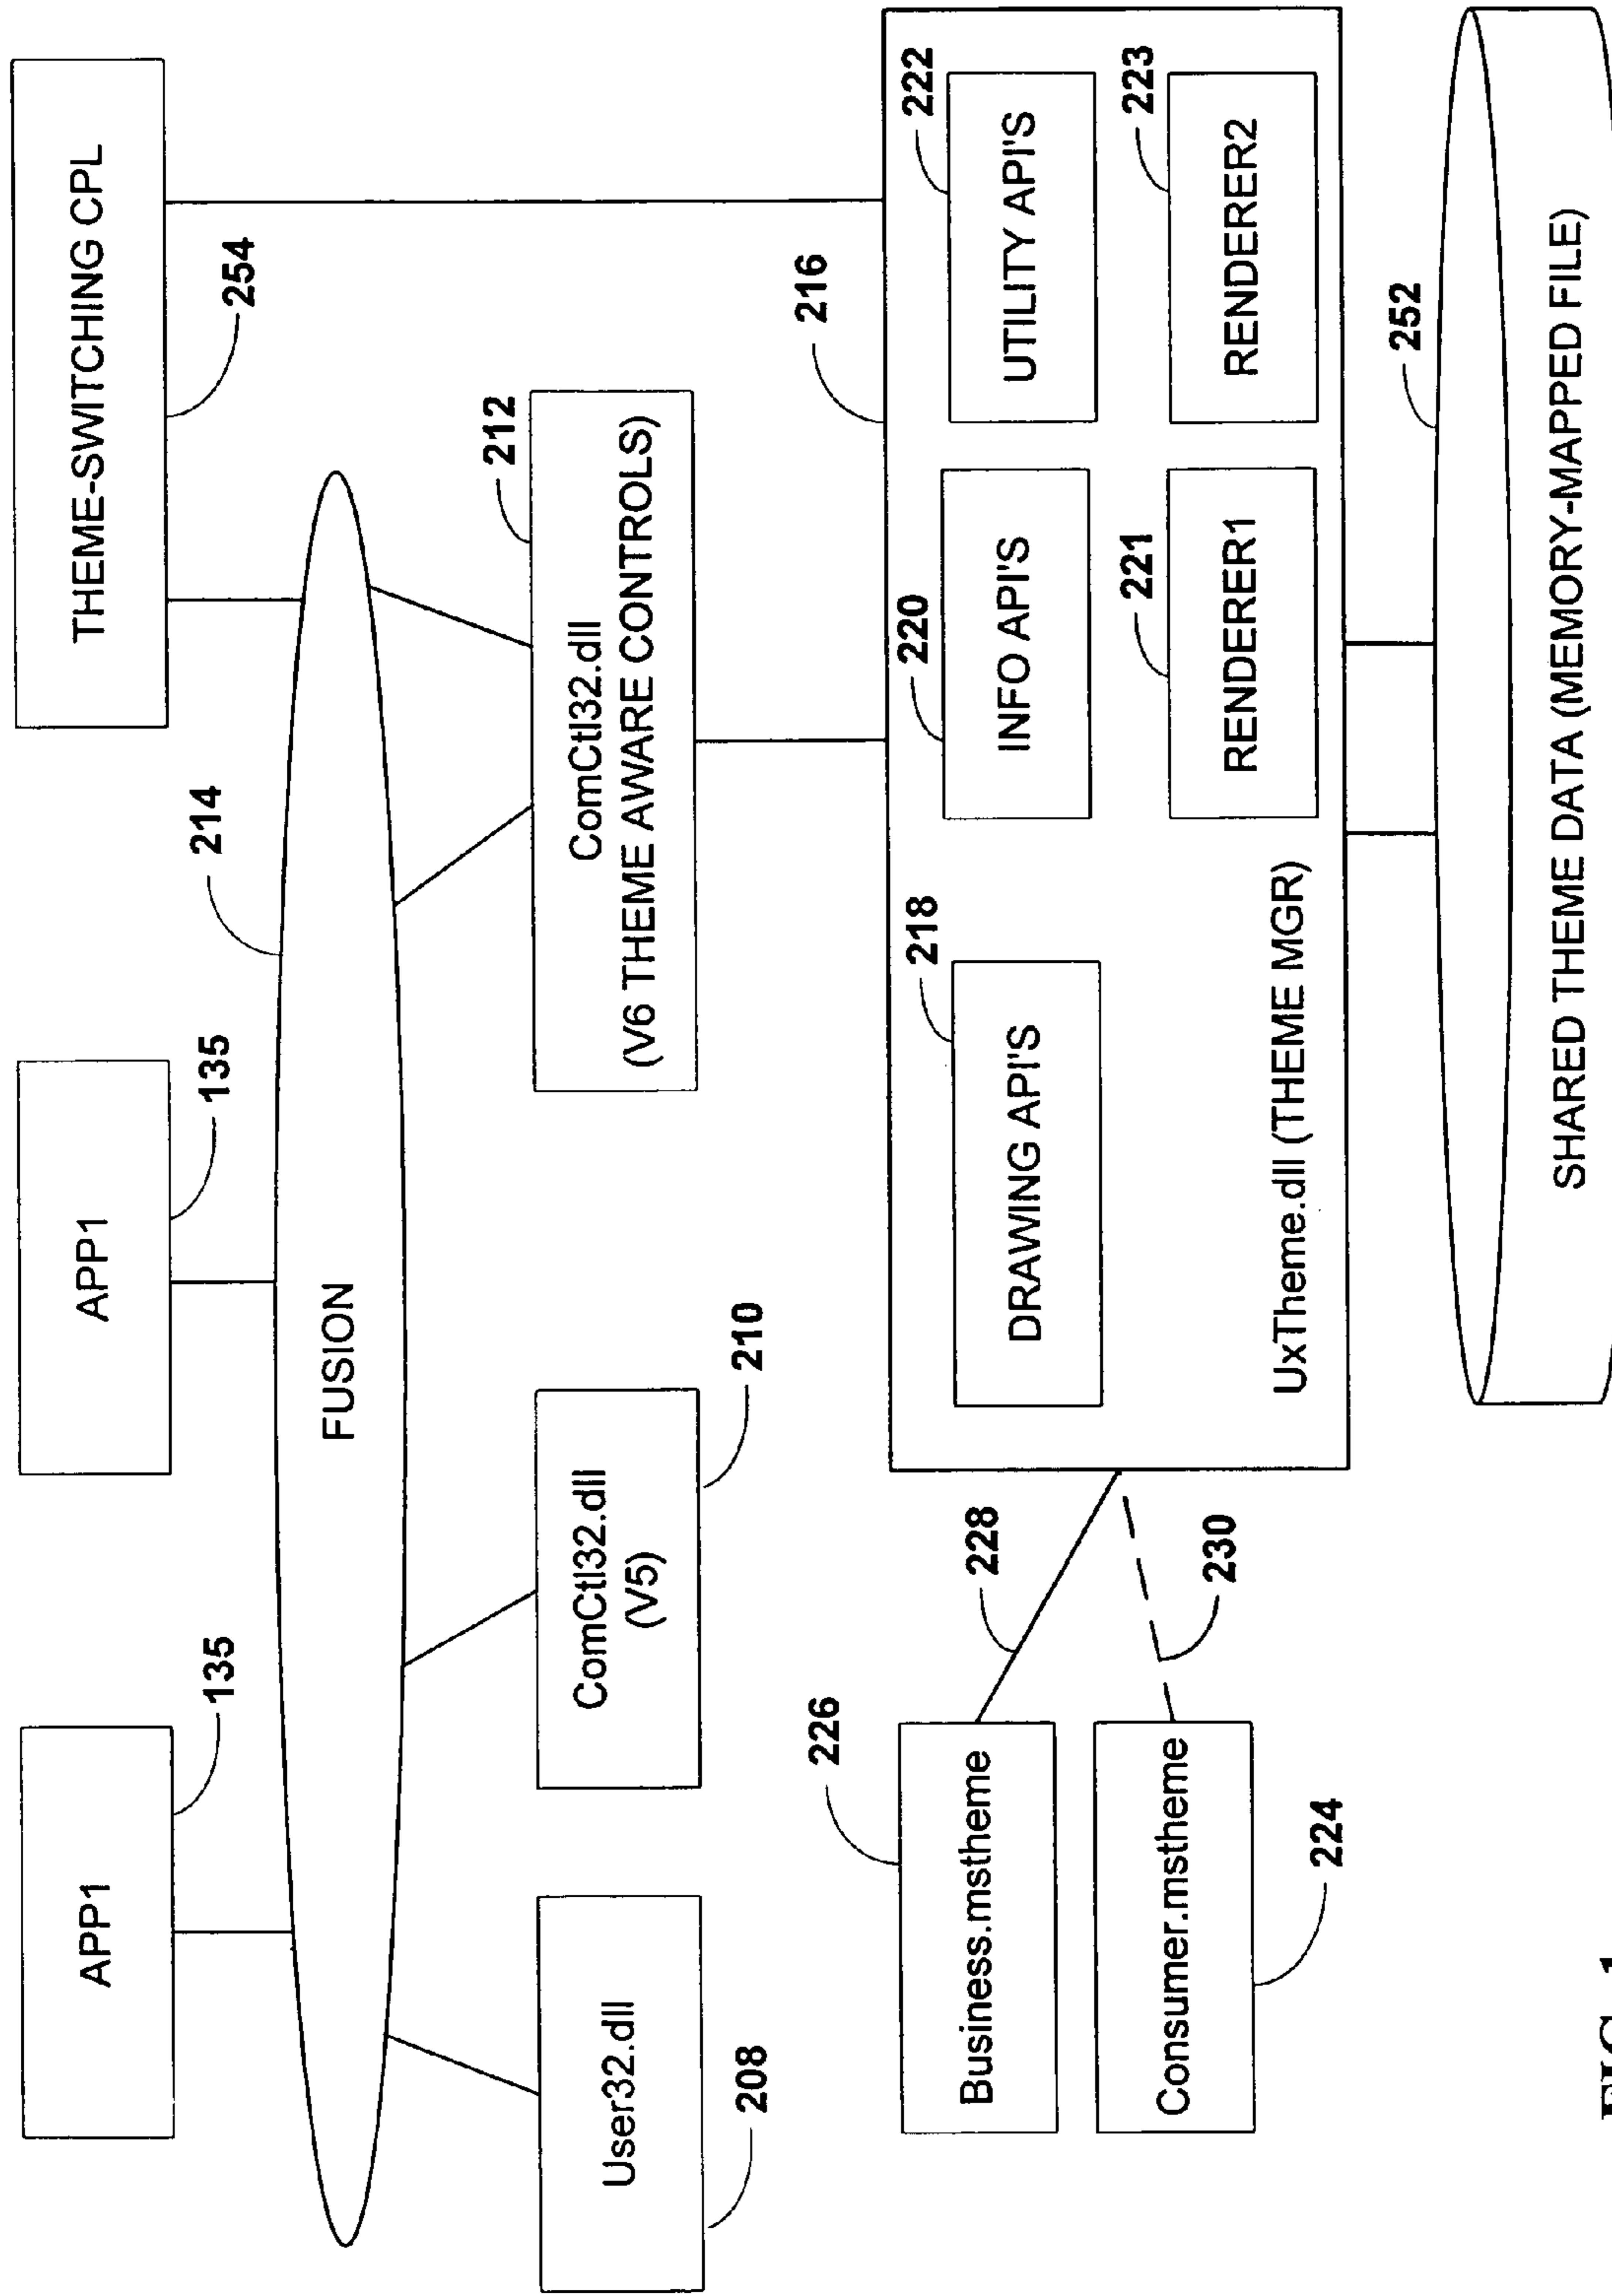 APP1
135
APP1
135
THEME-SWITCHING CPL
254
214
FUSION
User32.dll
208
ComCtl32.dll
(V5)
210
ComCtl32.dll
(V6 THEME AWARE CONTROLS)
212
216
226
Business.mstheme
228
Consumer.mstheme
224
230
218
DRAWING API'S
220
INFO API'S
222
UTILITY API'S
221
RENDERER1
223
RENDERER2
UxTheme.dll (THEME MGR)
252
SHARED THEME DATA (MEMORY-MAPPED FILE)